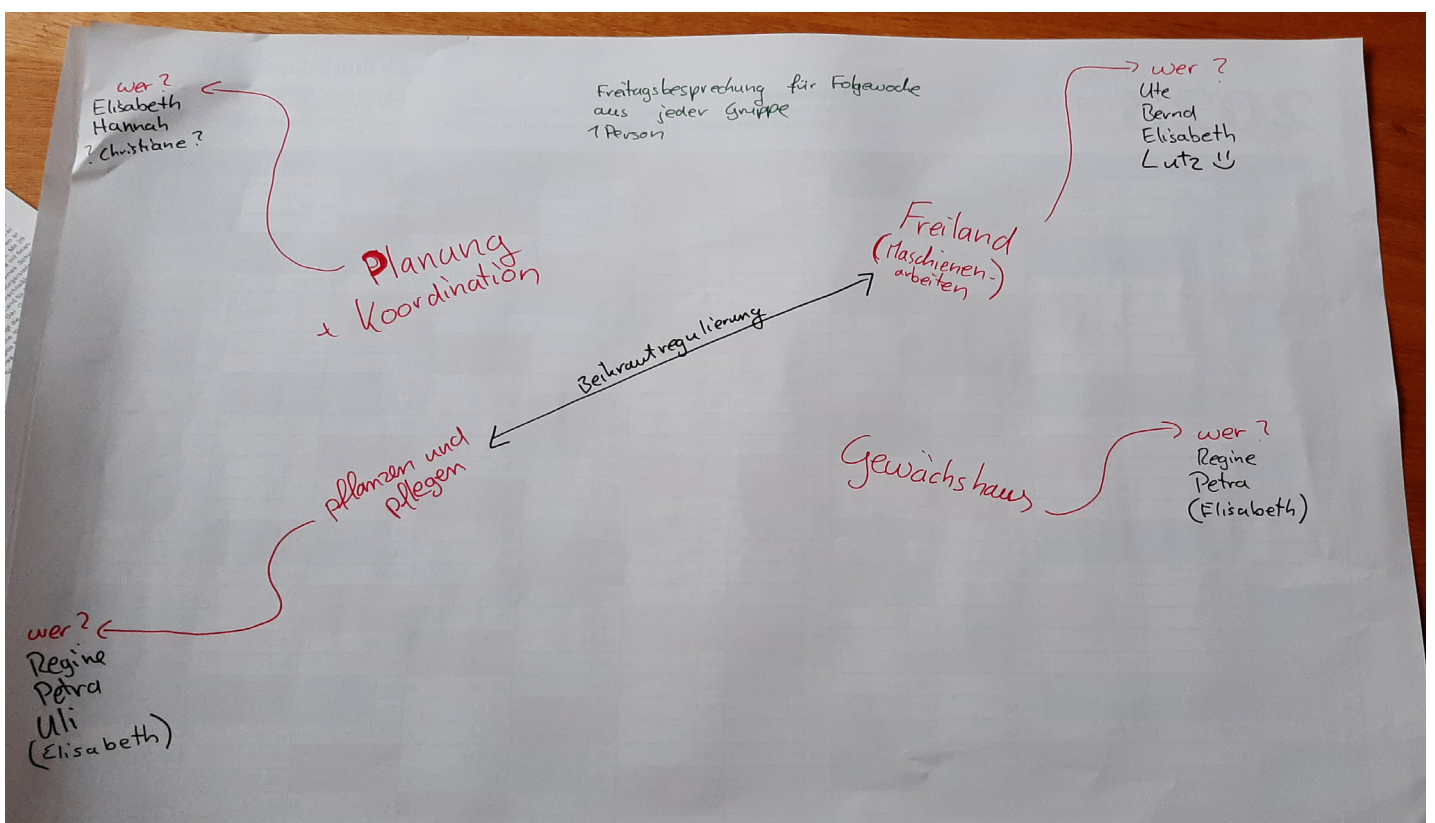 wer ?
Elisabeth
Hannah
? Christiane ?
Planung
+ Koordination
Freitagsbesprechung für Folgewoche
aus jeder Gruppe
1 Person
wer ?
Ute
Bernd
Elisabeth
Lutz
Freiland
(Maschienen-
arbeiten)
Beikrautregulierung
pflanzen und
pflegen
wer ?
Regine
Petra
Uli
(Elisabeth)
Gewächshaus
wer ?
Regine
Petra
(Elisabeth)